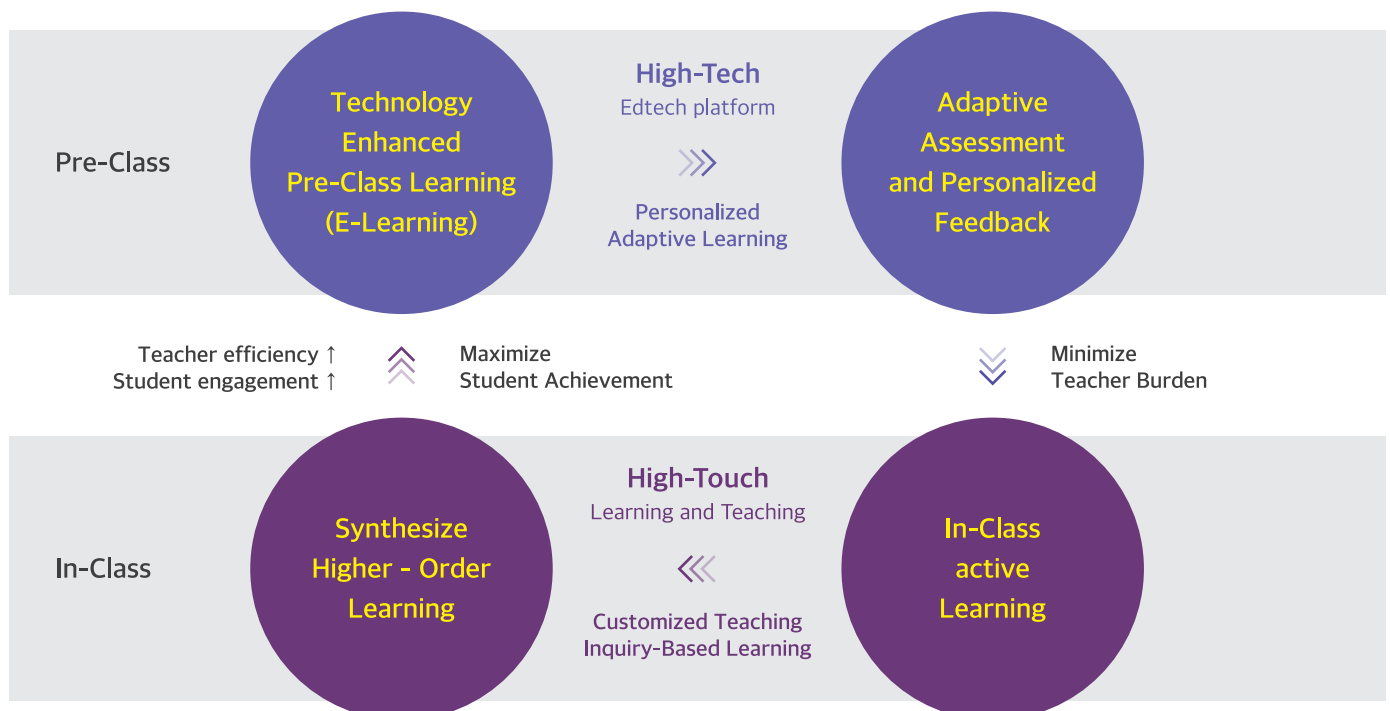 Pre-Class
Technology
Enhanced
Pre-Class Learning
(E-Learning)
High-Tech
Edtech platform
Personalized
Adaptive Learning
Adaptive
Assessment
and Personalized
Feedback
Teacher efficiency ↑
Student engagement ↑
Maximize
Student Achievement
Minimize
Teacher Burden
In-Class
Synthesize
Higher - Order
Learning
High-Touch
Learning and Teaching
Customized Teaching
Inquiry-Based Learning
In-Class
active
Learning